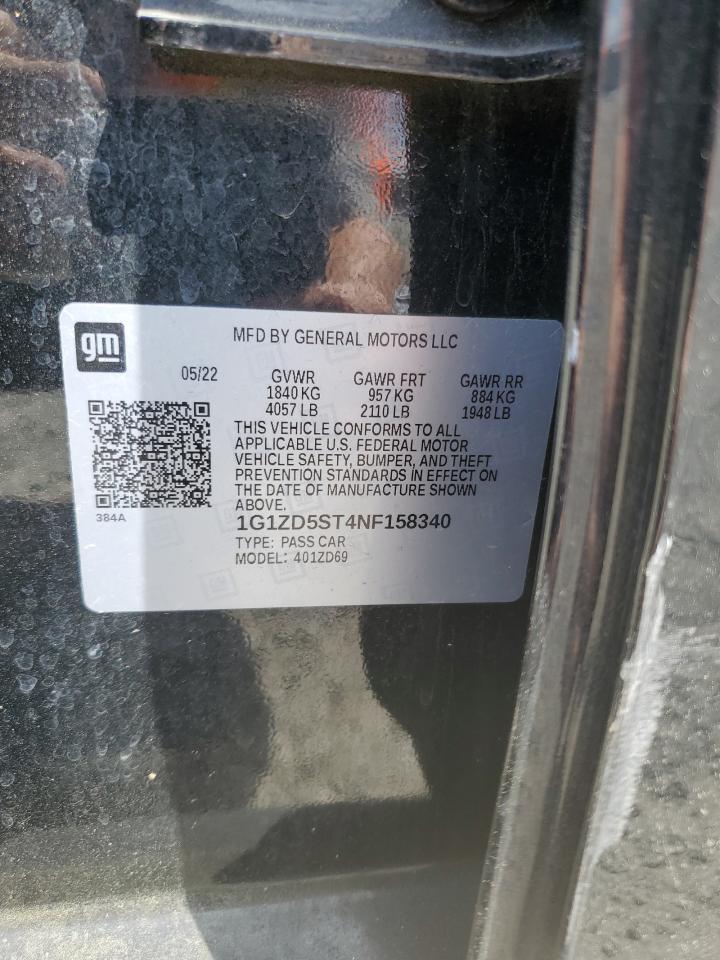 gm
MFD BY GENERAL MOTORS LLC
05/22 GVWR GAWR FRT GAWR RR
1840 KG 957 KG 884 KG
4057 LB 2110 LB 1948 LB
THIS VEHICLE CONFORMS TO ALL
APPLICABLE U.S. FEDERAL MOTOR
VEHICLE SAFETY, BUMPER, AND THEFT
PREVENTION STANDARDS IN EFFECT ON
THE DATE OF MANUFACTURE SHOWN
ABOVE.
384A
1G1ZD5ST4NF158340
TYPE: PASS CAR
MODEL: 401ZD69